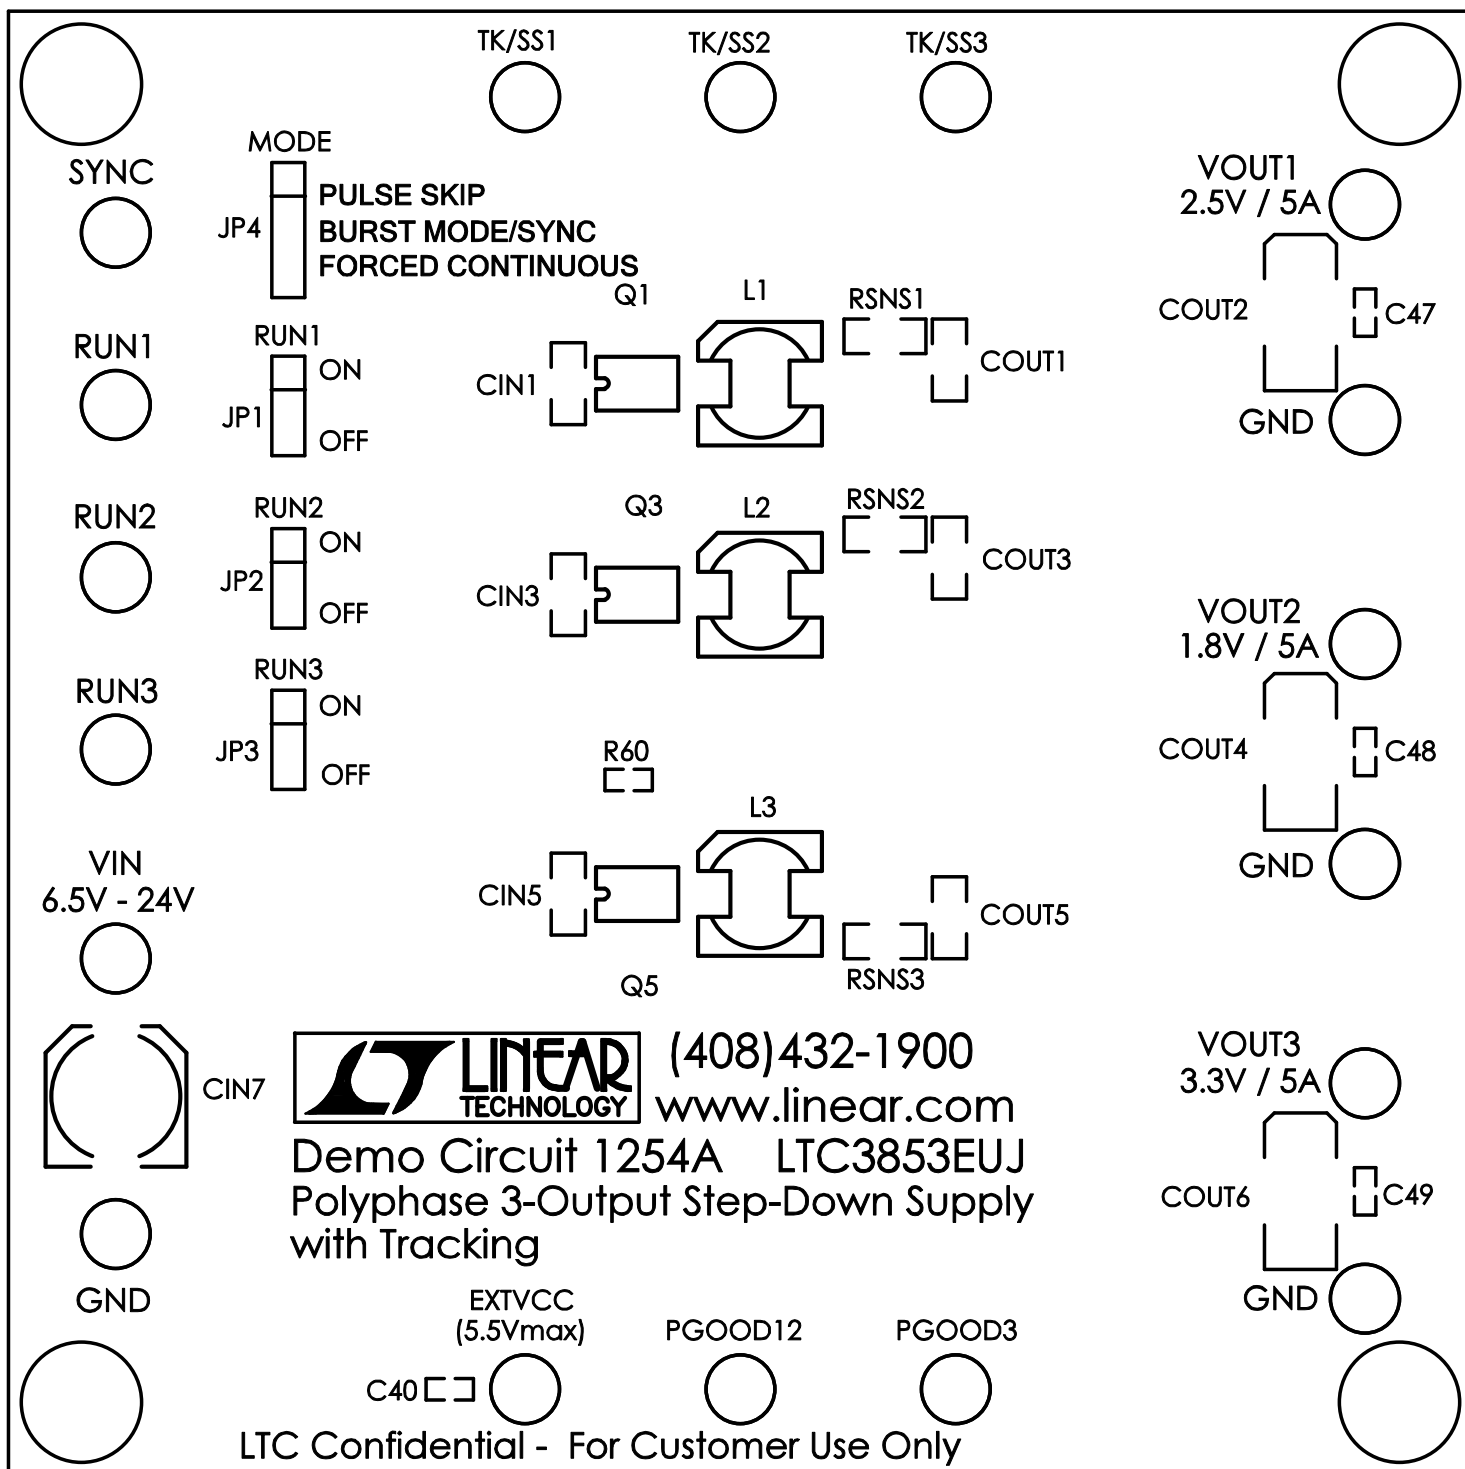 TK/SS1
TK/SS2
TK/SS3
MODE
SYNC
PULSE SKIP
JP4
BURST MODE/SYNC
FORCED CONTINUOUS
VOUT1
2.5V / 5A
Q1
L1
RSNS1
COUT2
C47
RUN1
RUN1
ON
JP1
OFF
CIN1
COUT1
GND
RUN2
RUN2
ON
JP2
OFF
Q3
L2
RSNS2
CIN3
COUT3
VOUT2
1.8V / 5A
RUN3
RUN3
ON
JP3
OFF
R60
COUT4
C48
L3
VIN
6.5V - 24V
CIN5
COUT5
GND
Q5
RSNS3
CIN7
LINEAR
TECHNOLOGY
(408)432-1900
www.linear.com
VOUT3
3.3V / 5A
Demo Circuit 1254A LTC3853EUJ
Polyphase 3-Output Step-Down Supply
with Tracking
COUT6
C49
GND
GND
EXTVCC
(5.5Vmax)
PGOOD12
PGOOD3
C40
LTC Confidential - For Customer Use Only